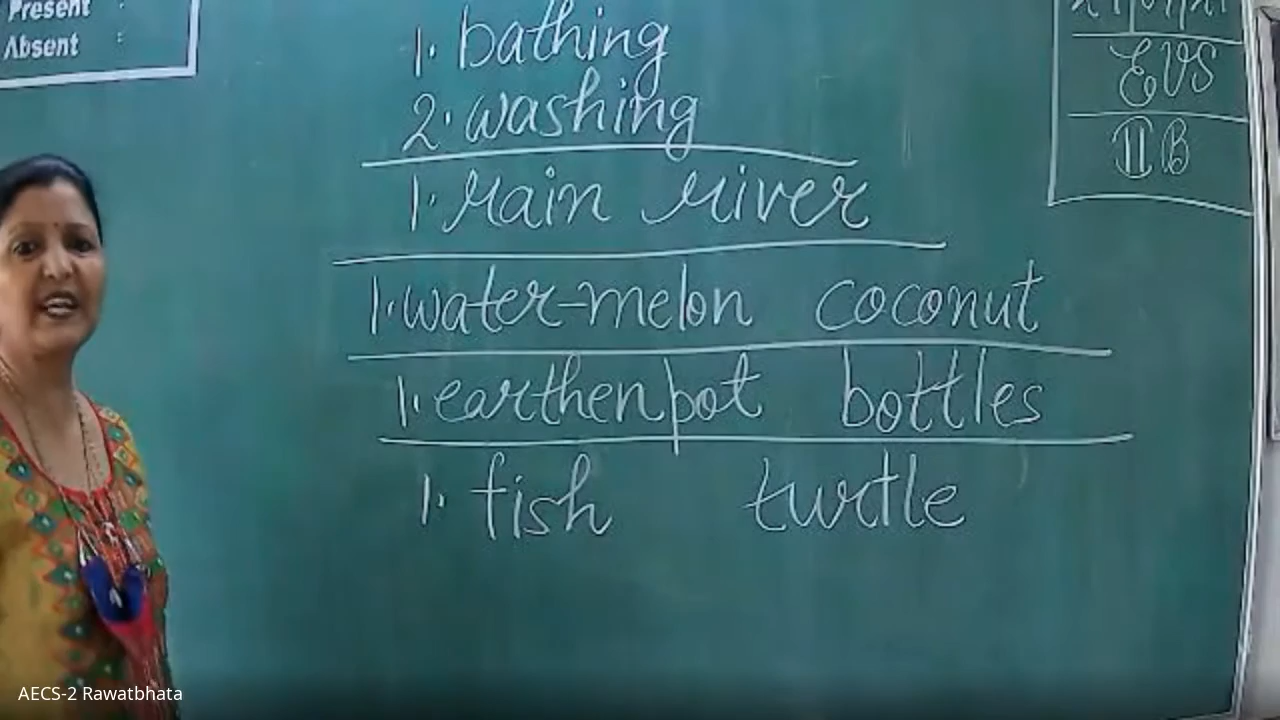 Present :
Absent :
1. bathing
2. washing
1. rain river
1. water-melon coconut
1. earthenpot bottles
1. fish turtle
EVS
II B
AECS-2 Rawatbhata